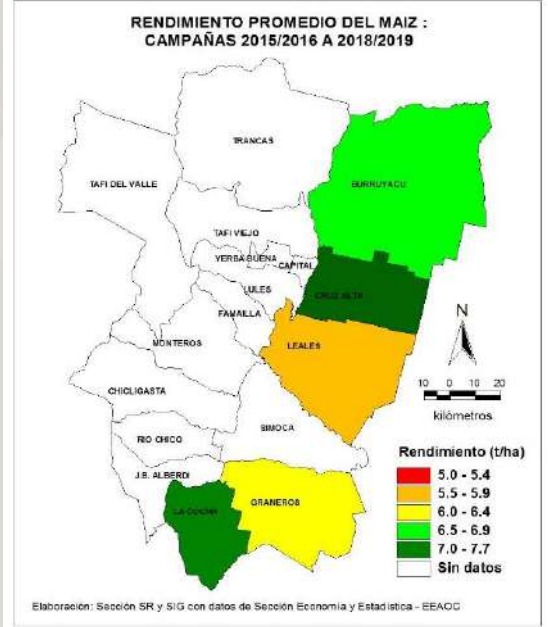 RENDIMIENTO PROMEDIO DEL MAIZ :
CAMPAÑAS 2015/2016 A 2018/2019
TRANCAS
TAFI DEL VALLE
BURRUYACU
TAFI VIEJO
YERBA BUENA
CAPITAL
LULES
CRUZ ALTA
FAMAILLA
MONTEROS
LEALES
N
10 0 10 20
kilómetros
CHICLIGASTA
SIMOCA
RIO CHICO
J.B. ALBERDI
GRANEROS
LA COCHA
Rendimiento (t/ha)
5.0 - 5.4
5.5 - 5.9
6.0 - 6.4
6.5 - 6.9
7.0 - 7.7
Sin datos
Elaboración: Sección SR y SIG con datos de Sección Economía y Estadística - EEAOC